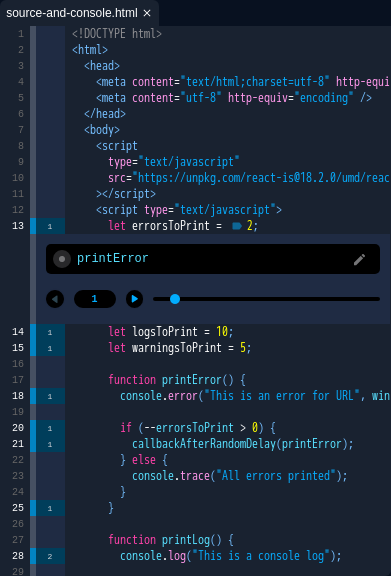 source-and-console.html ×
1 <!DOCTYPE html>
2 <html>
3 <head>
4 <meta content="text/html;charset=utf-8" http-equi
5 <meta content="utf-8" http-equiv="encoding" />
6 </head>
7 <body>
8 <script
9 type="text/javascript"
10 src="https://unpkg.com/react-is@18.2.0/umd/reac
11 ></script>
12 <script type="text/javascript">
13 1 let errorsToPrint = 2;
printError
1
14 1 let logsToPrint = 10;
15 1 let warningsToPrint = 5;
16
17 function printError() {
18 1 console.error("This is an error for URL", win
19
20 1 if (--errorsToPrint > 0) {
21 1 callbackAfterRandomDelay(printError);
22 } else {
23 console.trace("All errors printed");
24 }
25 1 }
26
27 function printLog() {
28 2 console.log("This is a console log");
29